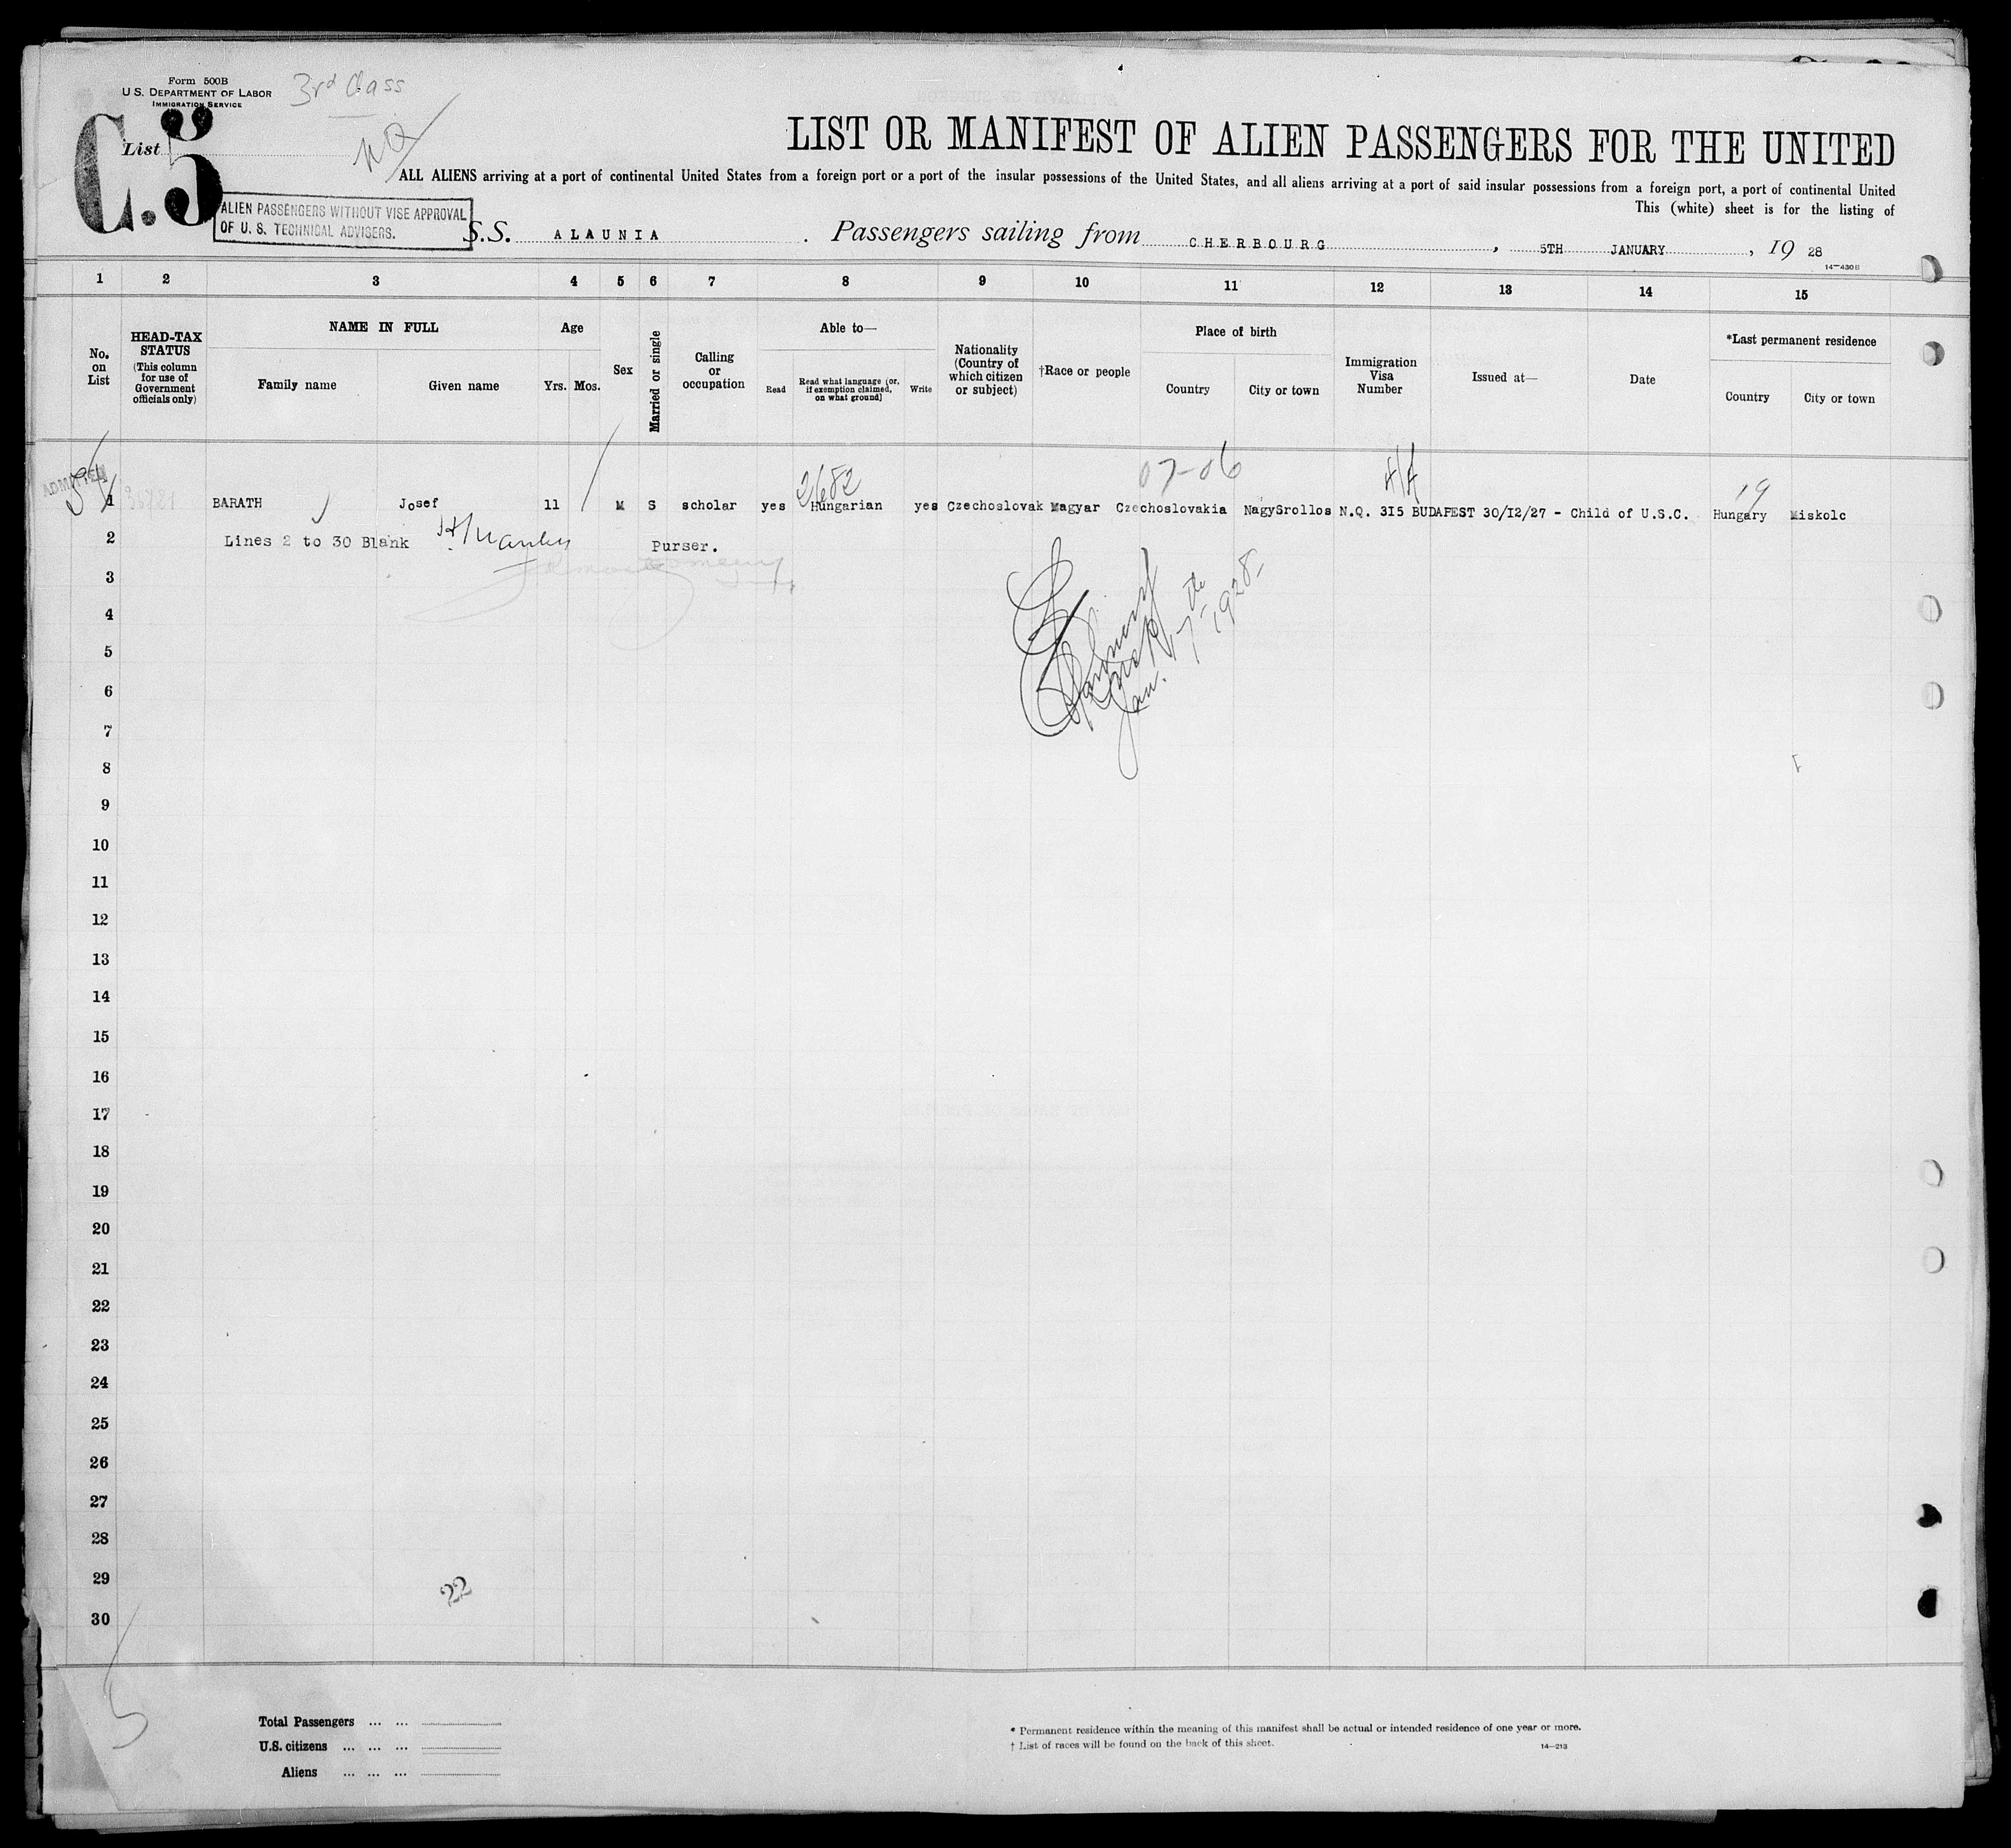 Form 500B
U.S. DEPARTMENT OF LABOR
IMMIGRATION SERVICE
3rd Class
List C.5
NQ
LIST OR MANIFEST OF ALIEN PASSENGERS FOR THE UNITED
ALL ALIENS arriving at a port of continental United States from a foreign port or a port of the insular possessions of the United States, and all aliens arriving at a port of said insular possessions from a foreign port, a port of continental United
This (white) sheet is for the listing of
ALIEN PASSENGERS WITHOUT VISE APPROVAL
OF U. S. TECHNICAL ADVISERS.
S.S. ALAUNIA. Passengers sailing from CHERBOURG, 5TH JANUARY, 19 28
14—430B
1 2 3 4 5 6 7 8 9 10 11 12 13 14 15
No. on List
HEAD-TAX STATUS (This column for use of Government officials only)
NAME IN FULL
Family name
Given name
Age
Yrs. Mos.
Sex
Married or single
Calling or occupation
Able to—
Read
Read what language (or, if exemption claimed, on what ground)
Write
Nationality (Country of which citizen or subject)
†Race or people
Place of birth
Country
City or town
Immigration Visa Number
Issued at—
Date
*Last permanent residence
Country
City or town
ADMITTED
2682 07-06 19
1 BARATH Josef 11 M S scholar yes Hungarian yes Czechoslovak Magyar Czechoslovakia NagySrollos N.Q. 315 BUDAPEST 30/12/27 - Child of U.S.C. Hungary Miskolc
2 Lines 2 to 30 Blank Purser.
3
4
5
6
Jan. 17th 1928
7
8
9
10
11
12
13
14
15
16
17
18
19
20
21
22
23
24
25
26
27
28
29
22
30
5
Total Passengers ... ...
U.S. citizens ... ... ...
Aliens ... ... ...
* Permanent residence within the meaning of this manifest shall be actual or intended residence of one year or more.
† List of races will be found on the back of this sheet.
14—213